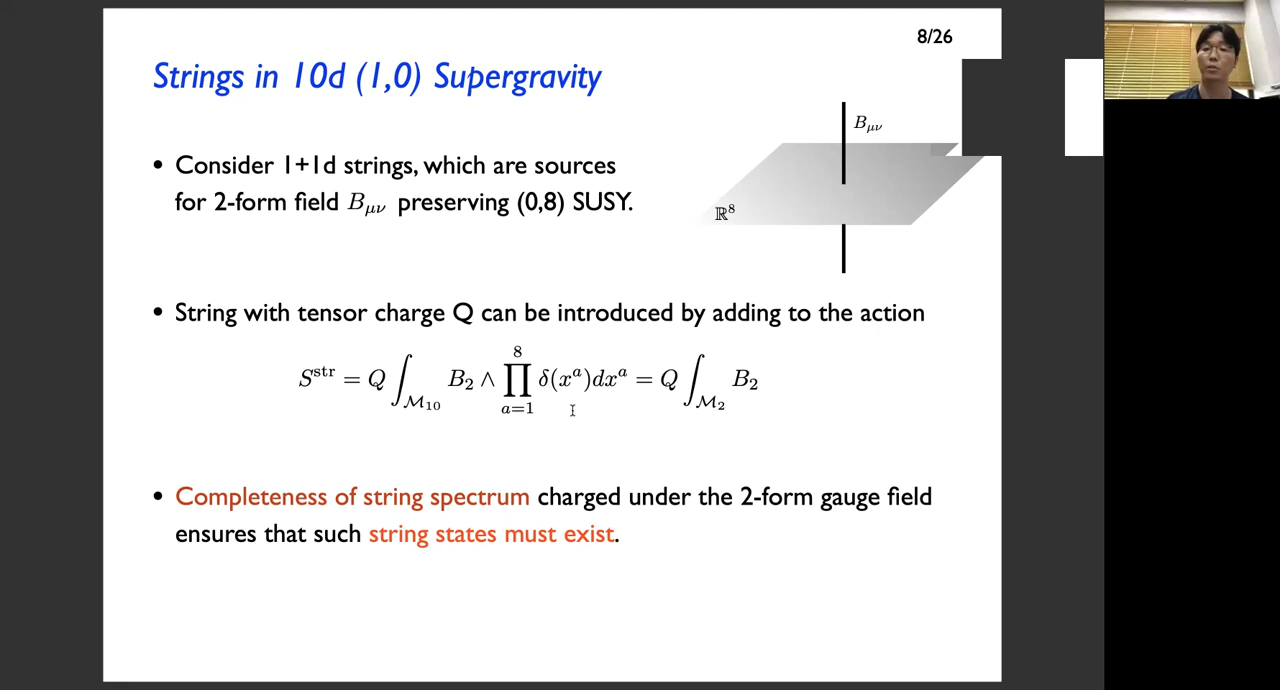 8/26
Strings in 10d (1,0) Supergravity
B_{μν}
• Consider 1+1d strings, which are sources
for 2-form field B_{μν} preserving (0,8) SUSY.
ℝ^8
• String with tensor charge Q can be introduced by adding to the action
S^{str} = Q ∫_{ℳ_{10}} B_2 ∧ ∏_{a=1}^{8} δ(x^a)dx^a = Q ∫_{ℳ_2} B_2
• Completeness of string spectrum charged under the 2-form gauge field
ensures that such string states must exist.